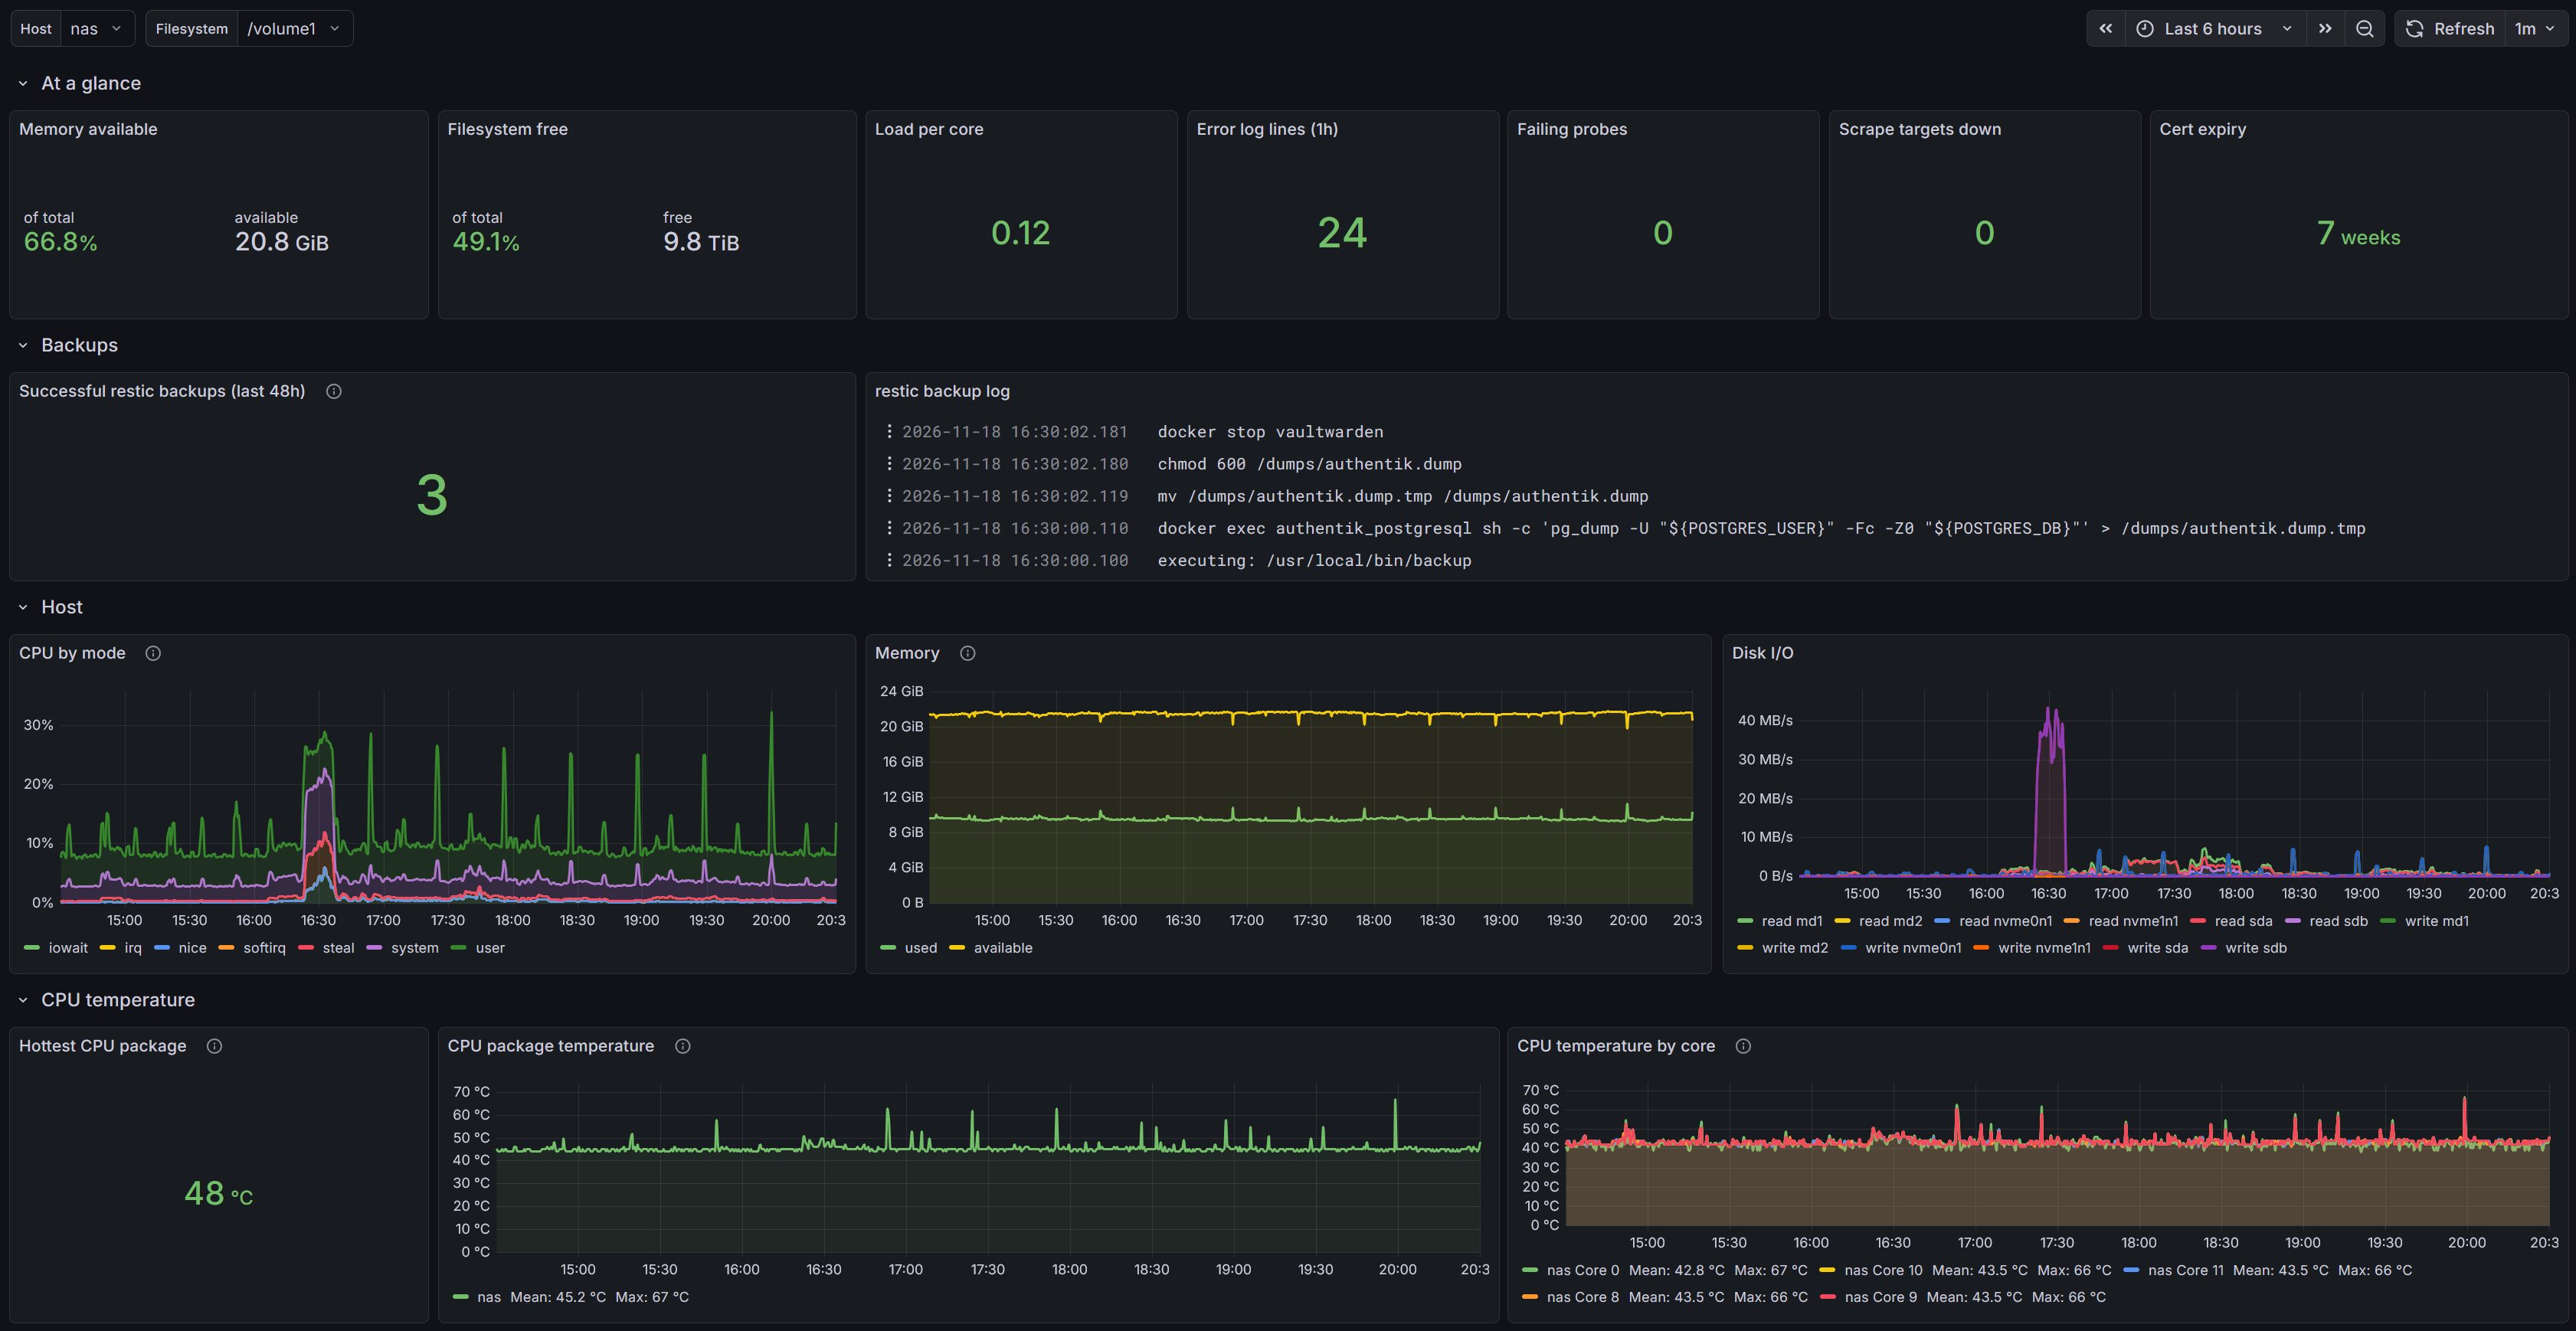 Host nas Filesystem /volume1 Last 6 hours Refresh 1m
At a glance
Memory available
of total available
66.8% 20.8 GiB
Filesystem free
of total free
49.1% 9.8 TiB
Load per core
0.12
Error log lines (1h)
24
Failing probes
0
Scrape targets down
0
Cert expiry
7 weeks
Backups
Successful restic backups (last 48h)
3
restic backup log
2026-11-18 16:30:02.181 docker stop vaultwarden
2026-11-18 16:30:02.180 chmod 600 /dumps/authentik.dump
2026-11-18 16:30:02.119 mv /dumps/authentik.dump.tmp /dumps/authentik.dump
2026-11-18 16:30:00.110 docker exec authentik_postgresql sh -c 'pg_dump -U "${POSTGRES_USER}" -Fc -Z0 "${POSTGRES_DB}"' > /dumps/authentik.dump.tmp
2026-11-18 16:30:00.100 executing: /usr/local/bin/backup
Host
CPU by mode
30%
20%
10%
0%
15:00 15:30 16:00 16:30 17:00 17:30 18:00 18:30 19:00 19:30 20:00 20:3
iowait irq nice softirq steal system user
Memory
24 GiB
20 GiB
16 GiB
12 GiB
8 GiB
4 GiB
0 B
15:00 15:30 16:00 16:30 17:00 17:30 18:00 18:30 19:00 19:30 20:00 20:3
used available
Disk I/O
40 MB/s
30 MB/s
20 MB/s
10 MB/s
0 B/s
15:00 15:30 16:00 16:30 17:00 17:30 18:00 18:30 19:00 19:30 20:00 20:3
read md1 read md2 read nvme0n1 read nvme1n1 read sda read sdb write md1
write md2 write nvme0n1 write nvme1n1 write sda write sdb
CPU temperature
Hottest CPU package
48 °C
CPU package temperature
70 °C
60 °C
50 °C
40 °C
30 °C
20 °C
10 °C
0 °C
15:00 15:30 16:00 16:30 17:00 17:30 18:00 18:30 19:00 19:30 20:00 20:3
nas Mean: 45.2 °C Max: 67 °C
CPU temperature by core
70 °C
60 °C
50 °C
40 °C
30 °C
20 °C
10 °C
0 °C
15:00 15:30 16:00 16:30 17:00 17:30 18:00 18:30 19:00 19:30 20:00 20:3
nas Core 0 Mean: 42.8 °C Max: 67 °C nas Core 10 Mean: 43.5 °C Max: 66 °C nas Core 11 Mean: 43.5 °C Max: 66 °C
nas Core 8 Mean: 43.5 °C Max: 66 °C nas Core 9 Mean: 43.5 °C Max: 66 °C